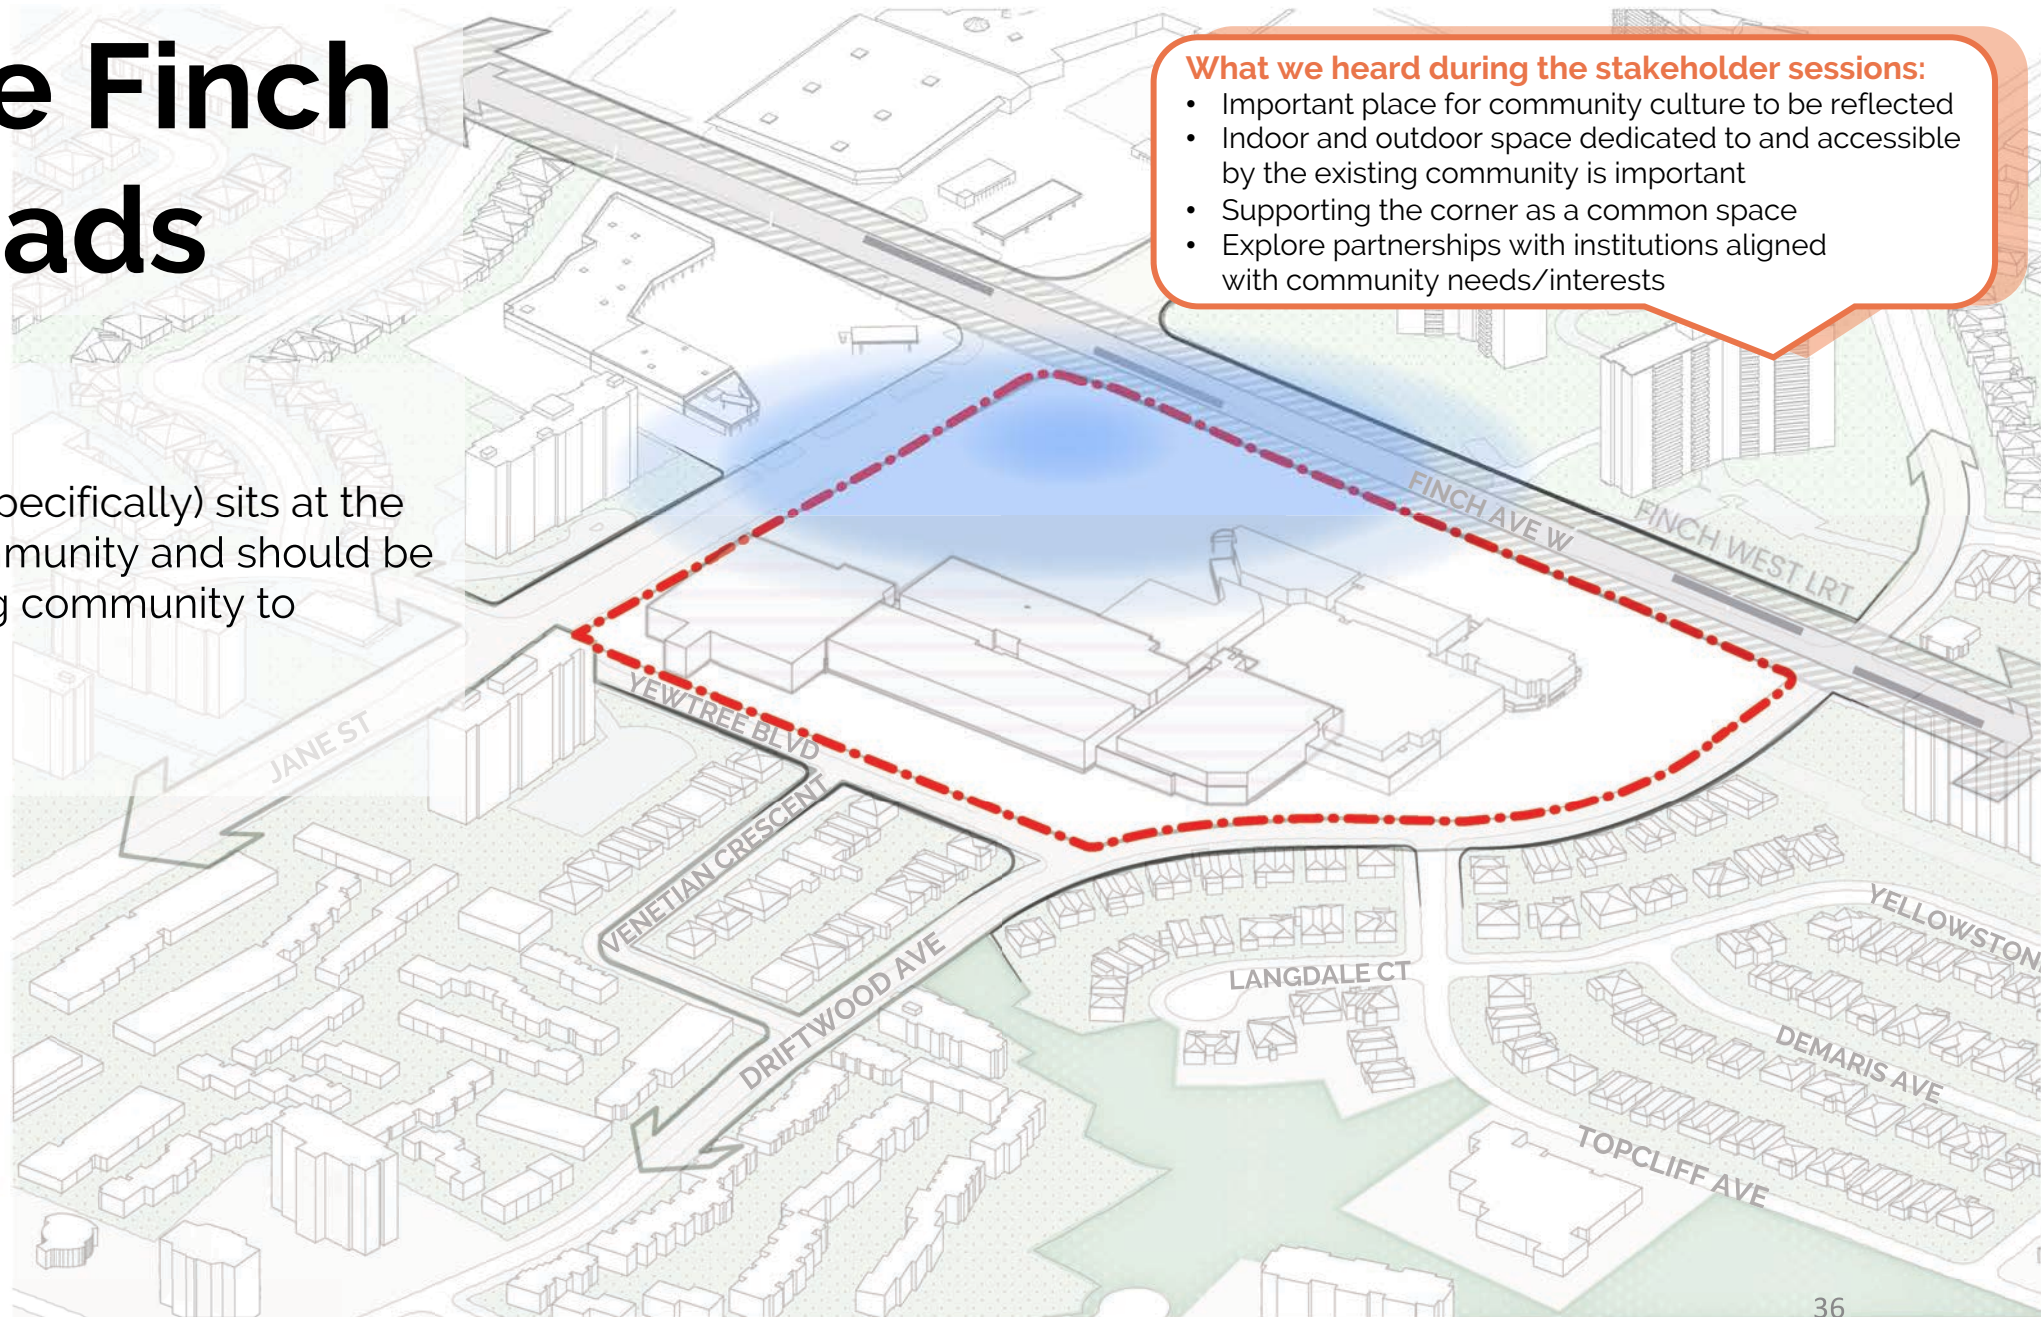 e Finch
ads
pecifically) sits at the
munity and should be
g community to
What we heard during the stakeholder sessions:
• Important place for community culture to be reflected
• Indoor and outdoor space dedicated to and accessible
by the existing community is important
• Supporting the corner as a common space
• Explore partnerships with institutions aligned
with community needs/interests
FINCH AVE W
FINCH WEST LRT
JANE ST
YEWTREE BLVD
VENETIAN CRESCENT
DRIFTWOOD AVE
LANGDALE CT
YELLOWSTON
DEMARIS AVE
TOPCLIFF AVE
36